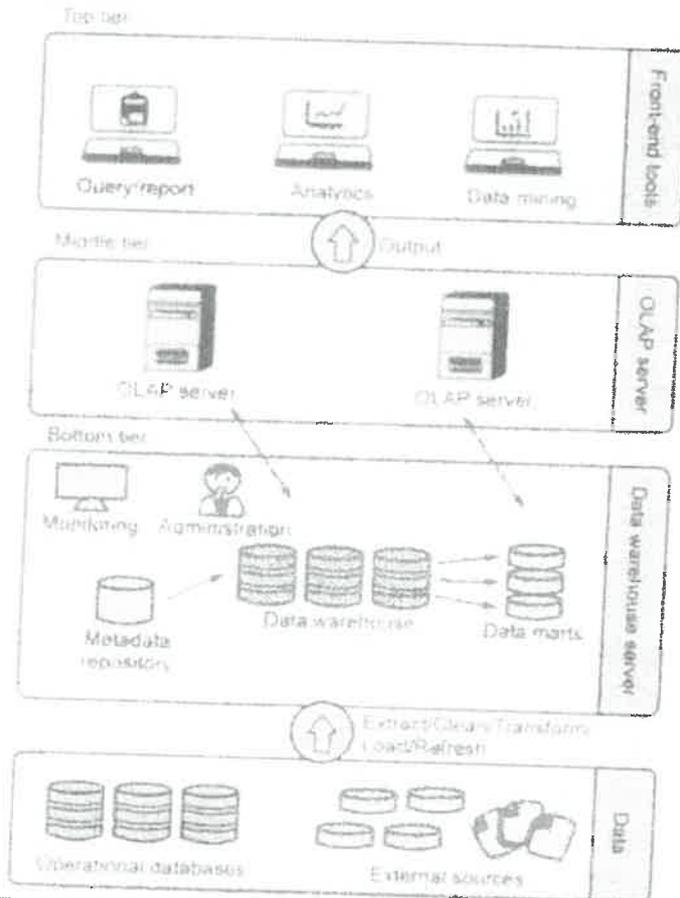 Top tier
Query/report
Analytics
Data mining
Front-end tools
Middle tier
Output
OLAP server
OLAP server
OLAP server
Bottom tier
Monitoring
Administration
Metadata
repository
Data warehouse
Data marts
Data warehouse server
Extract/Clean/Transform/
Load/Refresh
Operational databases
External sources
Data